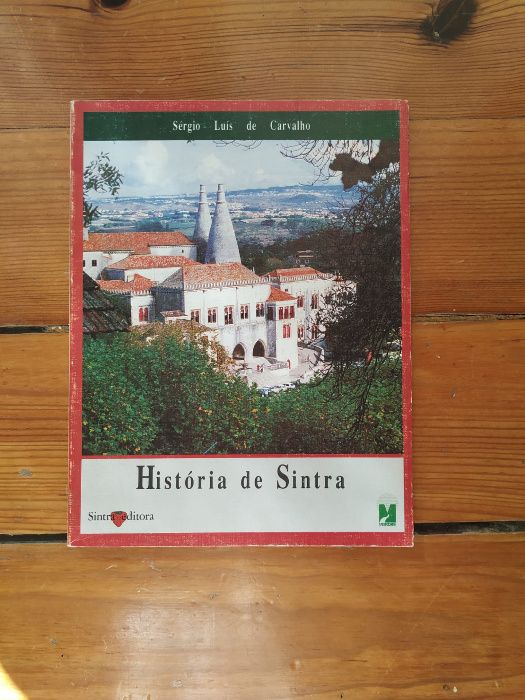 Sérgio Luís de Carvalho
História de Sintra
Sintra editora